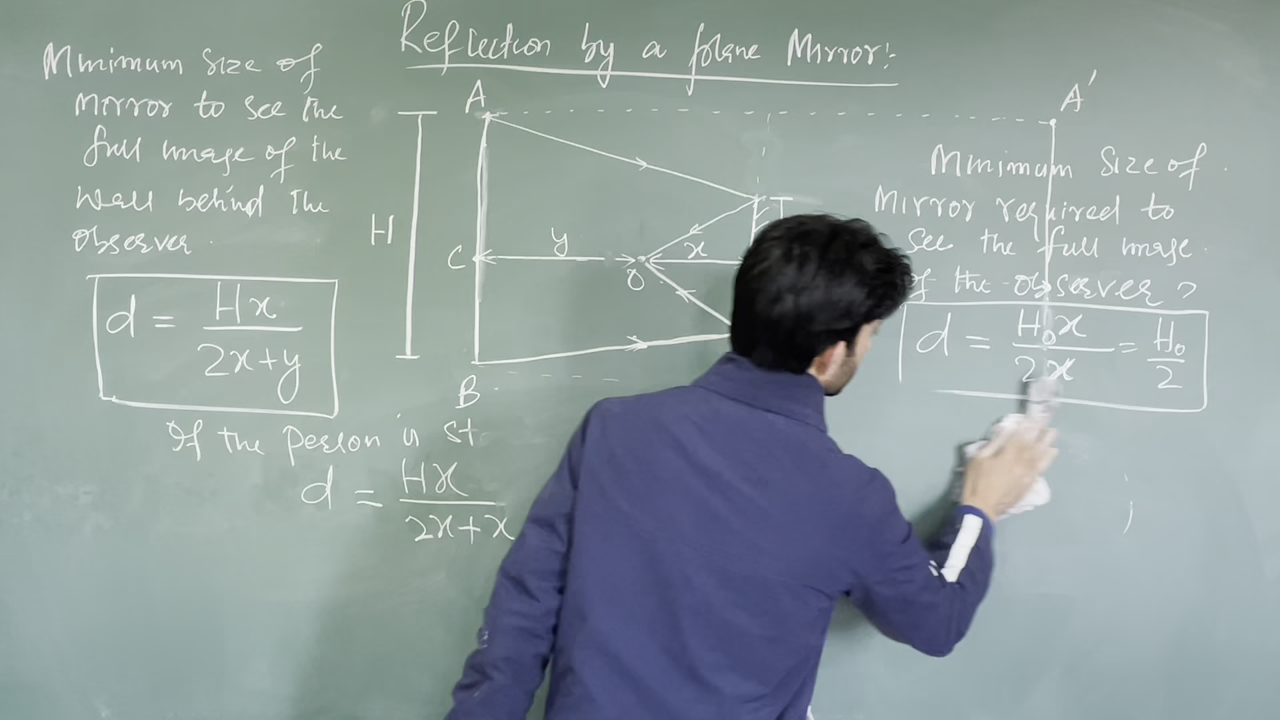 Reflection by a plane Mirror:
Minimum Size of
Mirror to see the
full image of the
Wall behind the
observer.
d = Hx / 2x+y
If the Person is st
d = Hx / 2x+x
A
H
C
y
O
x
B
A'
Minimum Size of
Mirror required to
See the full image
of the observer
d = H₀x / 2x = H₀ / 2